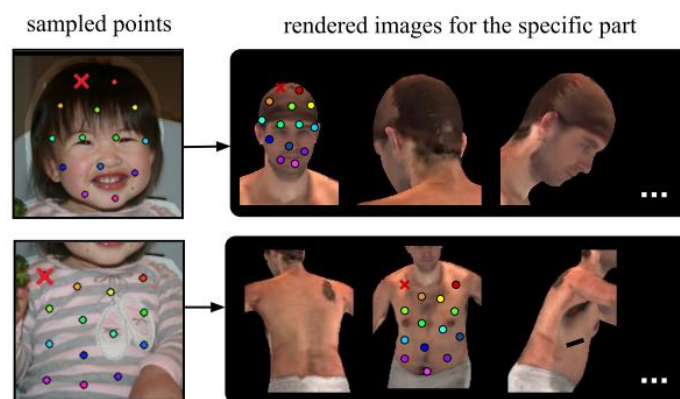 sampled points
rendered images for the specific part
...
...